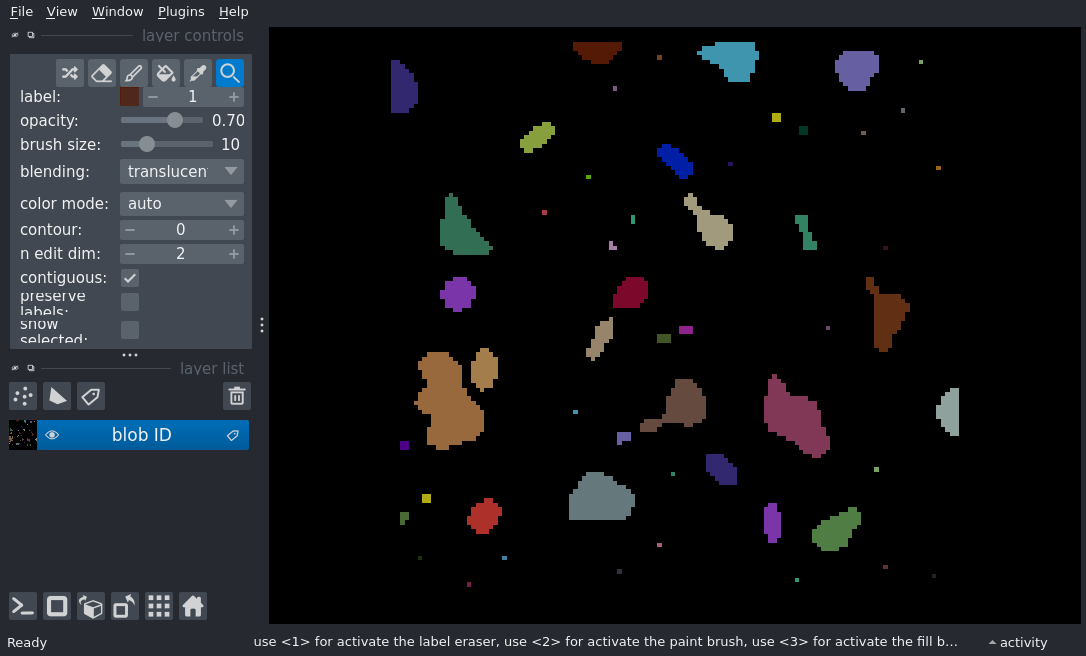 File View Window Plugins Help
layer controls
label: 1
opacity: 0.70
brush size: 10
blending: translucen
color mode: auto
contour: 0
n edit dim: 2
contiguous:
preserve
labels:
show
selected:
layer list
blob ID
Ready use <1> for activate the label eraser, use <2> for activate the paint brush, use <3> for activate the fill b... activity